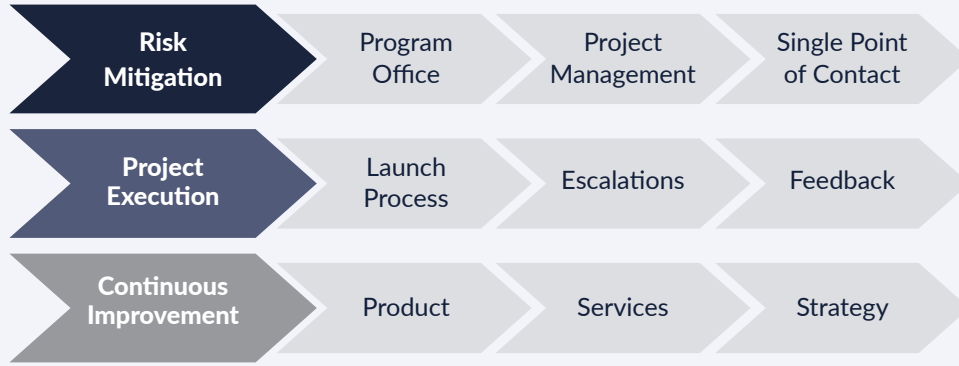 Risk
Mitigation
Program
Office
Project
Management
Single Point
of Contact
Project
Execution
Launch
Process
Escalations
Feedback
Continuous
Improvement
Product
Services
Strategy